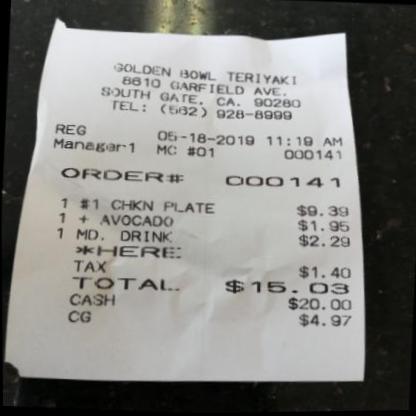 GOLDEN BOWL TERIYAKI
8610 GARFIELD AVE.
SOUTH GATE, CA. 90280
TEL: (562) 928-8999
REG 05-18-2019 11:19 AM
Manager1 MC #01 000141
ORDER# 000141
1 #1 CHKN PLATE $9.39
1 + AVOCADO $1.95
1 MD. DRINK $2.29
*HERE
TAX $1.40
TOTAL $15.03
CASH $20.00
CG $4.97